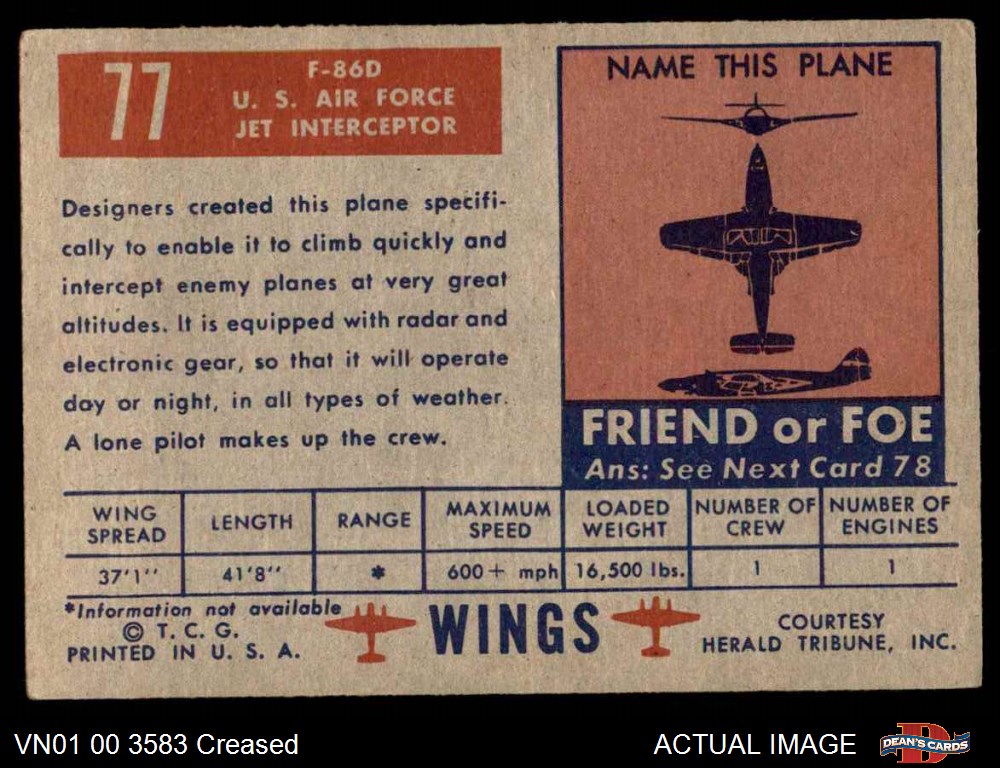 77
F-86D
U. S. AIR FORCE
JET INTERCEPTOR
Designers created this plane specifi-
cally to enable it to climb quickly and
intercept enemy planes at very great
altitudes. It is equipped with radar and
electronic gear, so that it will operate
day or night, in all types of weather.
A lone pilot makes up the crew.
NAME THIS PLANE
FRIEND or FOE
Ans: See Next Card 78
WING SPREAD
LENGTH
RANGE
MAXIMUM SPEED
LOADED WEIGHT
NUMBER OF CREW
NUMBER OF ENGINES
37'1''
41'8''
*
600+ mph
16,500 lbs.
1
1
*Information not available
© T. C. G.
PRINTED IN U. S. A.
WINGS
COURTESY
HERALD TRIBUNE, INC.
VN01 00 3583 Creased
ACTUAL IMAGE
DEAN'S CARDS